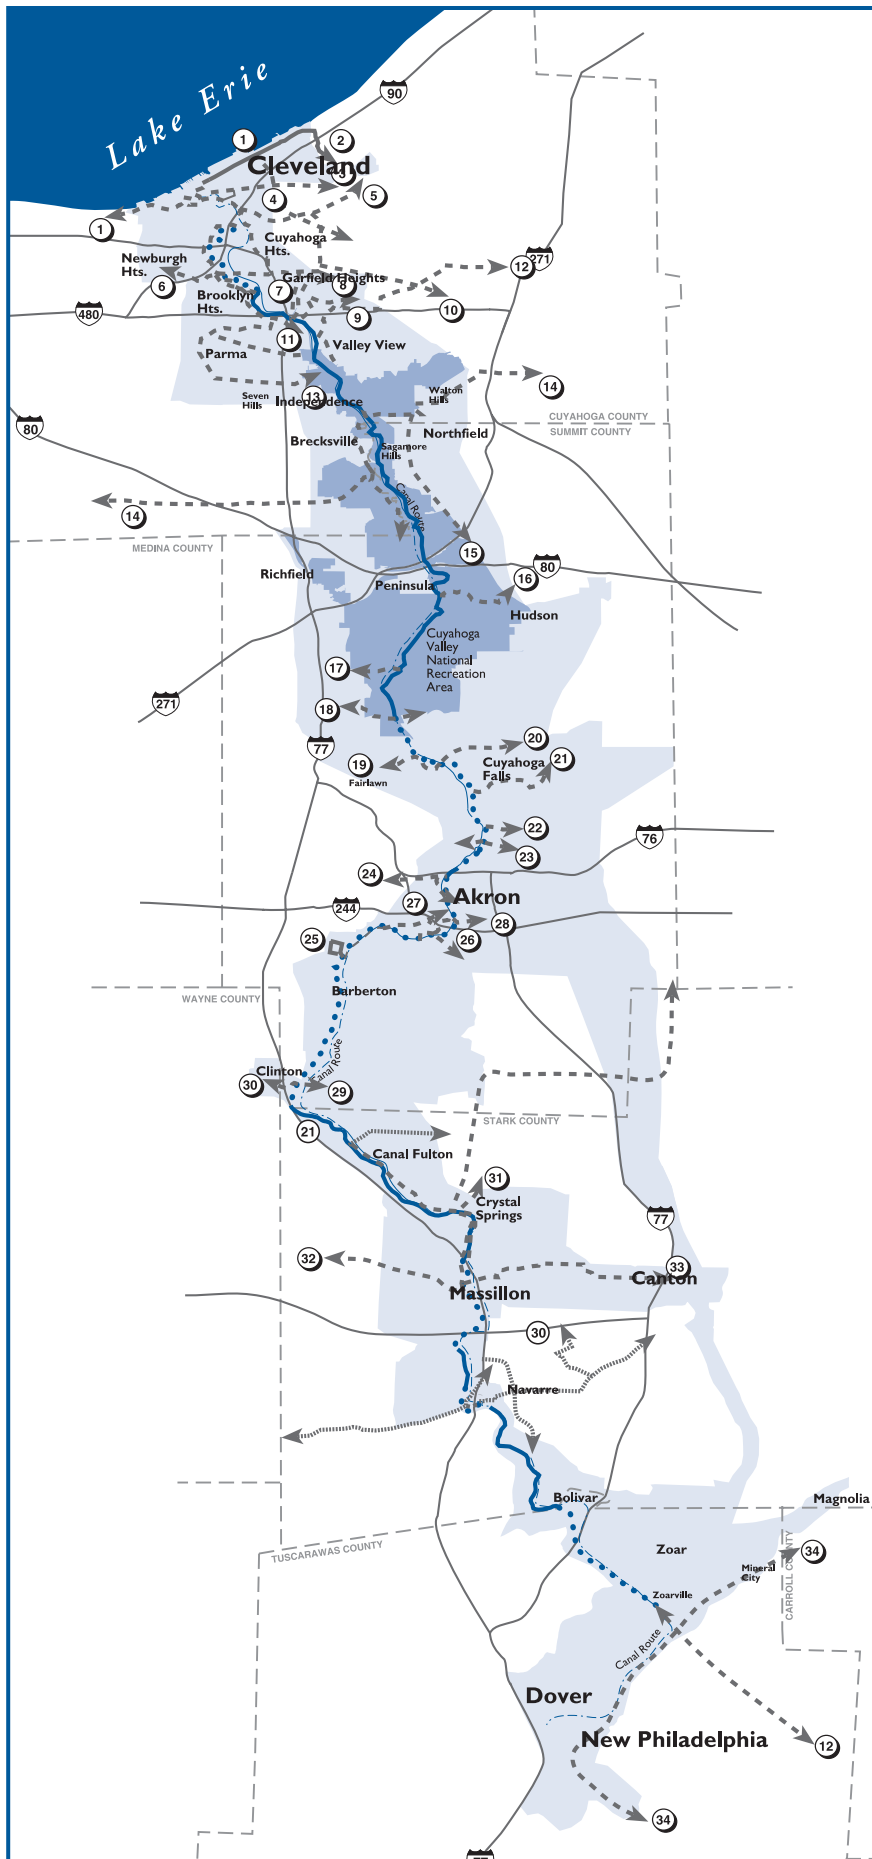 Lake Erie
90
1
2
Cleveland
3
4
5
1
Cuyahoga
Hts.
Newburgh
Hts.
12
271
6
7
Garfield Heights
8
Brooklyn
Hts.
480
9
10
11
Valley View
Parma
Seven
Hills
13
Independence
Walton
Hills
14
CUYAHOGA COUNTY
SUMMIT COUNTY
80
Brecksville
Northfield
Sagamore
Hills
Canal Route
14
MEDINA COUNTY
15
Richfield
80
16
Peninsula
Hudson
Cuyahoga
Valley
National
Recreation
Area
17
271
18
77
20
19
Fairlawn
Cuyahoga
Falls
21
22
76
23
24
Akron
27
244
28
25
26
Barberton
WAYNE COUNTY
Canal Route
Clinton
30
29
21
STARK COUNTY
Canal Fulton
31
Crystal
Springs
77
32
33
Canton
Massillon
30
Navarre
Bolivar
Magnolia
TUSCARAWAS COUNTY
Zoar
34
CARROLL COUNTY
Mineral
City
Zoarville
Canal Route
Dover
New Philadelphia
12
34
77